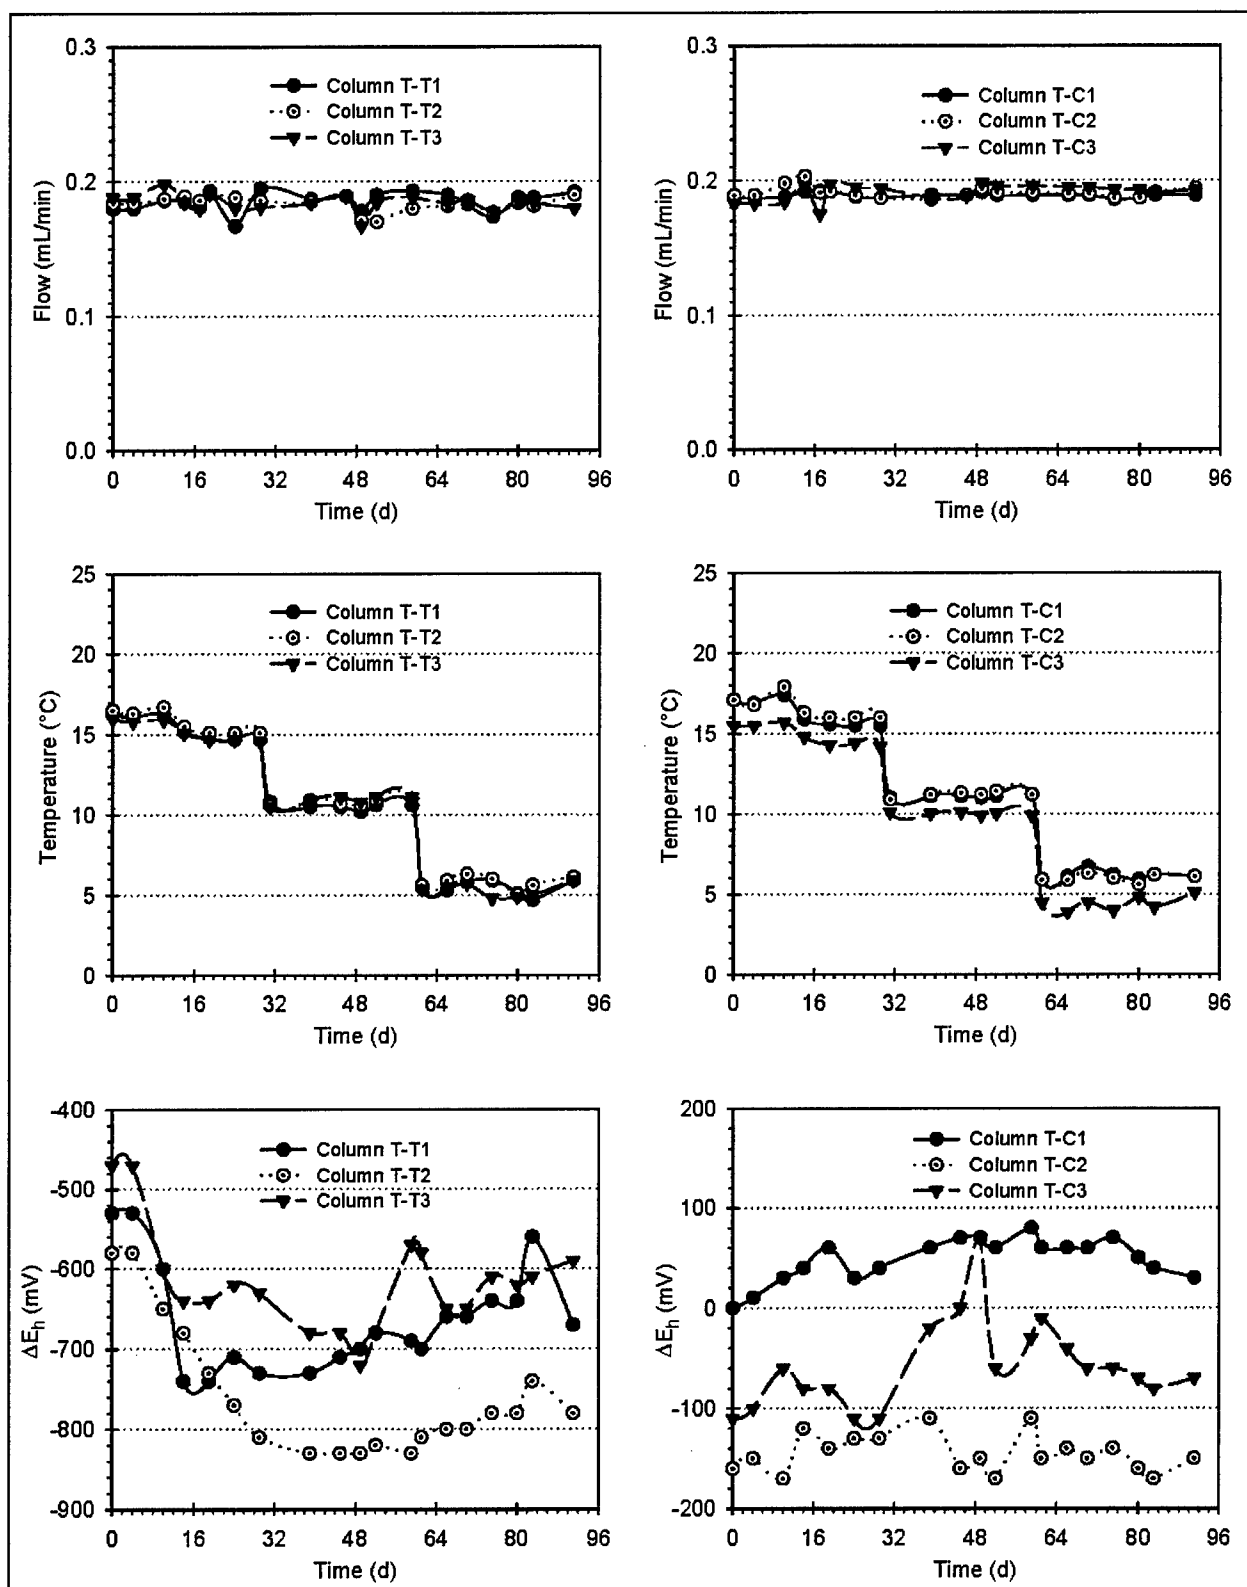 0.3
0.2
0.1
0.0
Flow (mL/min)
Column T-T1
Column T-T2
Column T-T3
0 16 32 48 64 80 96
Time (d)
0.3
0.2
0.1
0.0
Flow (mL/min)
Column T-C1
Column T-C2
Column T-C3
0 16 32 48 64 80 96
Time (d)
25
20
15
10
5
0
Temperature (°C)
Column T-T1
Column T-T2
Column T-T3
0 16 32 48 64 80 96
Time (d)
25
20
15
10
5
0
Temperature (°C)
Column T-C1
Column T-C2
Column T-C3
0 16 32 48 64 80 96
Time (d)
-400
-500
-600
-700
-800
-900
ΔEh (mV)
Column T-T1
Column T-T2
Column T-T3
0 16 32 48 64 80 96
Time (d)
200
100
0
-100
-200
ΔEh (mV)
Column T-C1
Column T-C2
Column T-C3
0 16 32 48 64 80 96
Time (d)